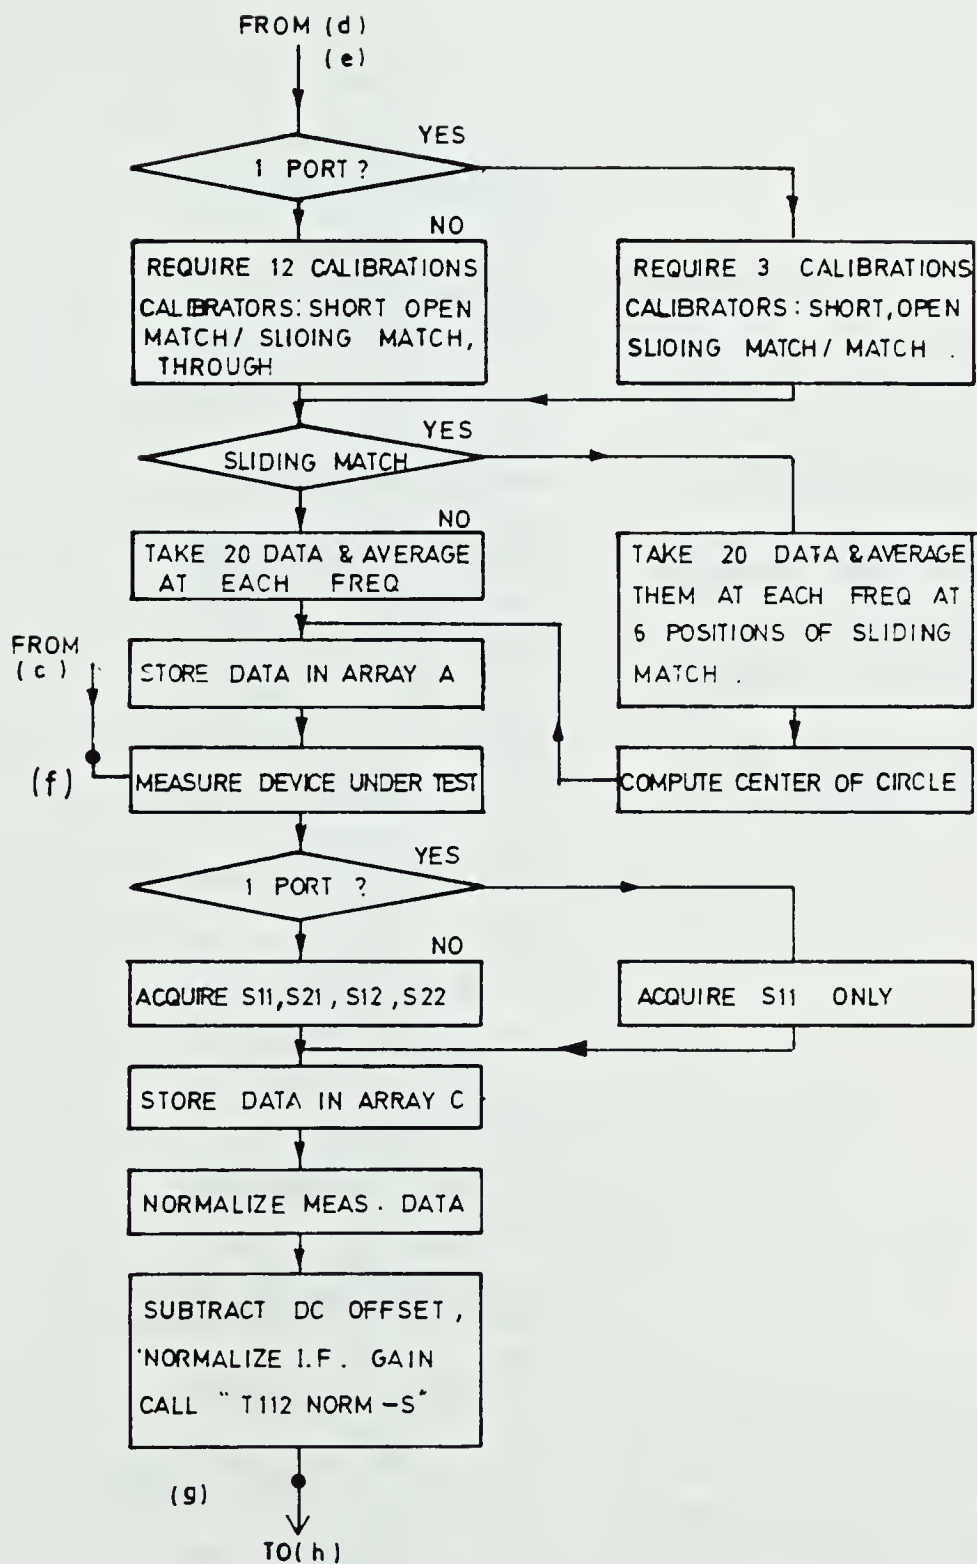 FROM (d)
(e)
YES
1 PORT ?
NO
REQUIRE 12 CALIBRATIONS
CALIBRATORS: SHORT OPEN
MATCH/ SLIOING MATCH,
THROUGH
REQUIRE 3 CALIBRATIONS
CALIBRATORS : SHORT, OPEN
SLIOING MATCH/ MATCH .
YES
SLIDING MATCH
NO
TAKE 20 DATA & AVERAGE
AT EACH FREQ
TAKE 20 DATA & AVERAGE
THEM AT EACH FREQ AT
6 POSITIONS OF SLIDING
MATCH .
FROM
(c)
STORE DATA IN ARRAY A
(f)
MEASURE DEVICE UNDER TEST
COMPUTE CENTER OF CIRCLE
YES
1 PORT ?
NO
ACQUIRE S11, S21, S12, S22
ACQUIRE S11 ONLY
STORE DATA IN ARRAY C
NORMALIZE MEAS. DATA
SUBTRACT DC OFFSET,
NORMALIZE I.F. GAIN
CALL "T112 NORM-S"
(g)
TO(h)